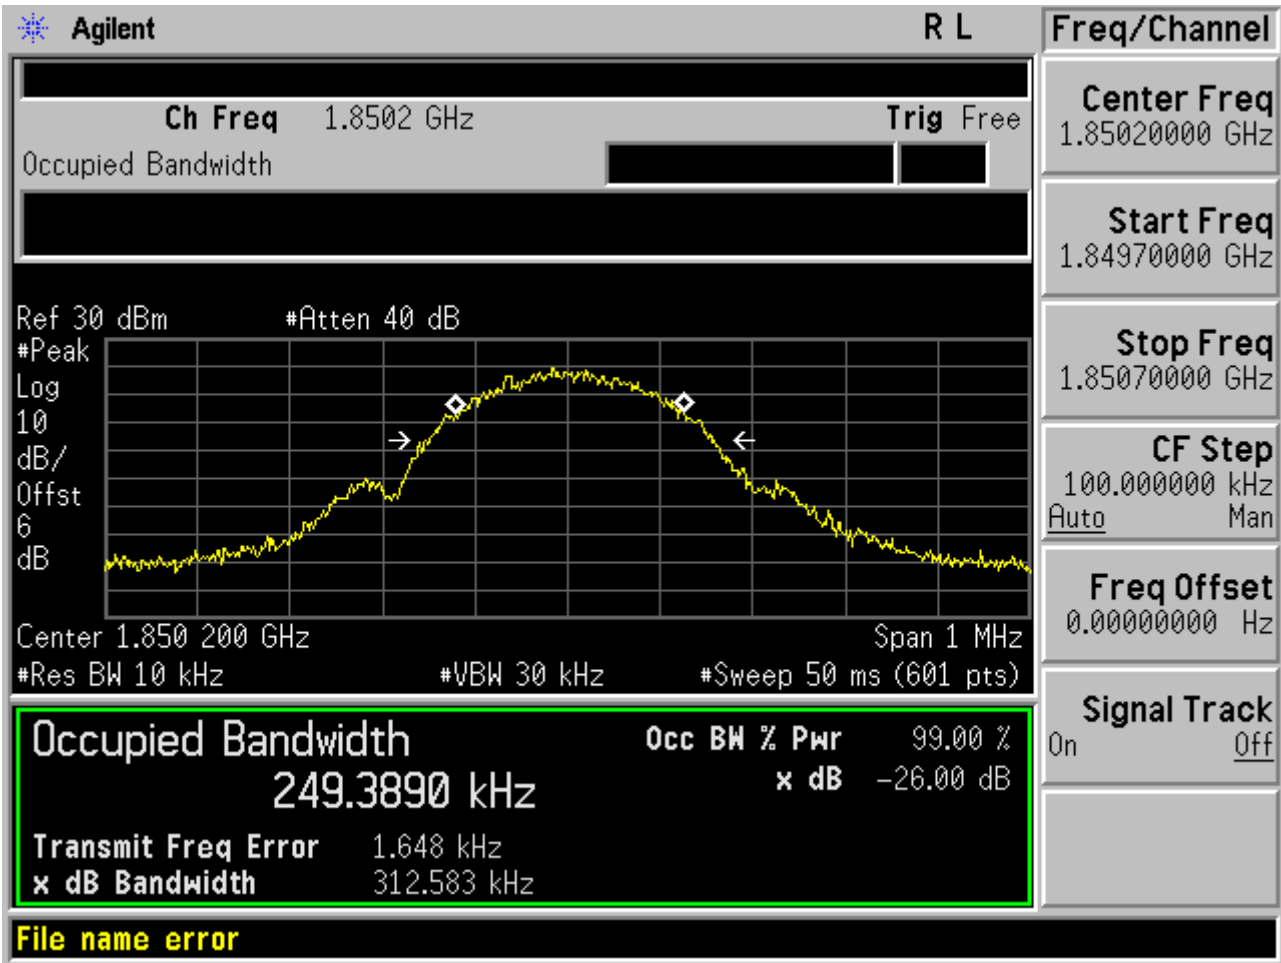 Agilent R L
Freq/Channel
Ch Freq 1.8502 GHz Trig Free
Occupied Bandwidth
Center Freq
1.85020000 GHz
Start Freq
1.84970000 GHz
Stop Freq
1.85070000 GHz
CF Step
100.000000 kHz
Auto Man
Freq Offset
0.00000000 Hz
Signal Track
On Off
Ref 30 dBm #Atten 40 dB
#Peak
Log
10
dB/
Offst
6
dB
Center 1.850 200 GHz Span 1 MHz
#Res BW 10 kHz #VBW 30 kHz #Sweep 50 ms (601 pts)
Occupied Bandwidth
249.3890 kHz
Occ BW % Pwr 99.00 %
x dB -26.00 dB
Transmit Freq Error 1.648 kHz
x dB Bandwidth 312.583 kHz
File name error